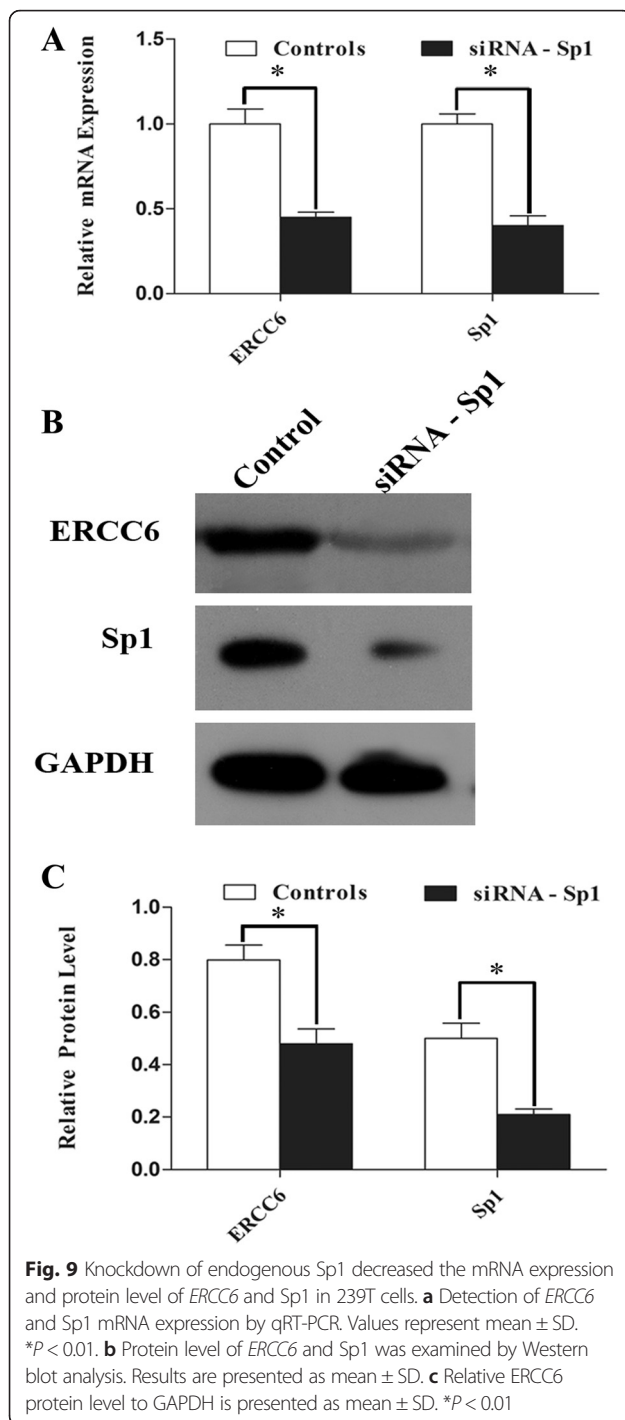 A
Controls
siRNA - Sp1
Relative mRNA Expression
1.5
1.0
0.5
0.0
*
*
ERCC6
Sp1
B
Control
siRNA - Sp1
ERCC6
Sp1
GAPDH
C
Controls
siRNA - Sp1
Relative Protein Level
1.0
0.8
0.6
0.4
0.2
0.0
*
*
ERCC6
Sp1
Fig. 9 Knockdown of endogenous Sp1 decreased the mRNA expression
and protein level of ERCC6 and Sp1 in 239T cells. a Detection of ERCC6
and Sp1 mRNA expression by qRT-PCR. Values represent mean ± SD.
*P < 0.01. b Protein level of ERCC6 and Sp1 was examined by Western
blot analysis. Results are presented as mean ± SD. c Relative ERCC6
protein level to GAPDH is presented as mean ± SD. *P < 0.01